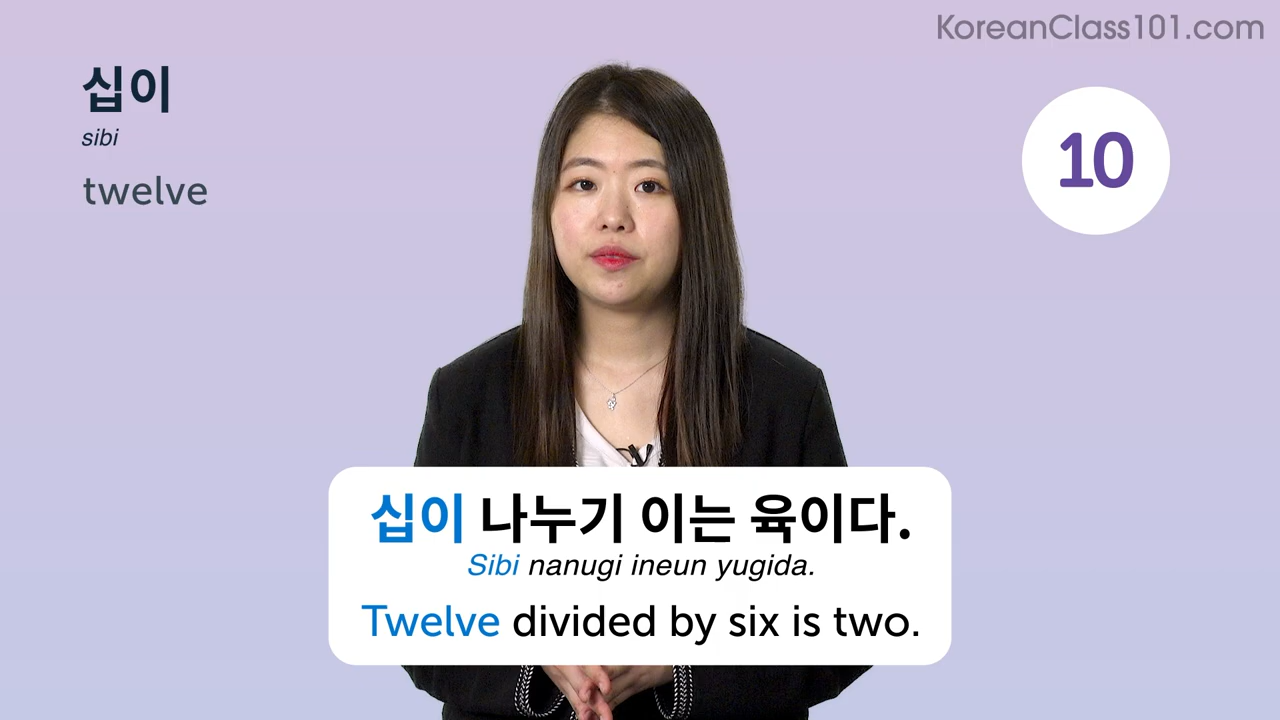 KoreanClass101.com
십이
sibi
twelve
10
십이 나누기 이는 육이다.
Sibi nanugi ineun yugida.
Twelve divided by six is two.